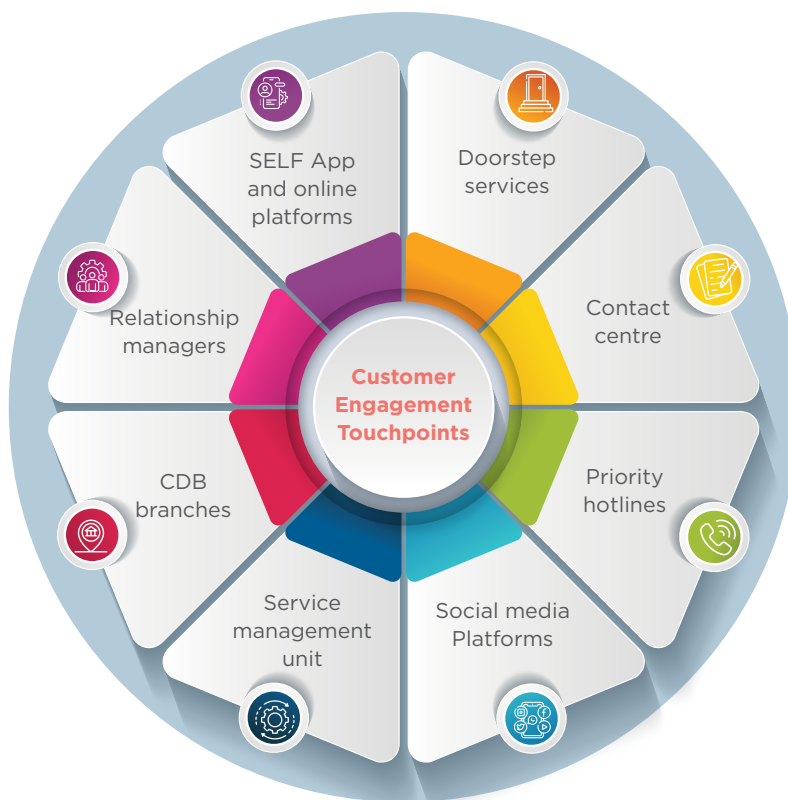 SELF App
and online
platforms
Doorstep
services
Relationship
managers
Contact
centre
Customer
Engagement
Touchpoints
CDB
branches
Priority
hotlines
Service
management
unit
Social media
Platforms